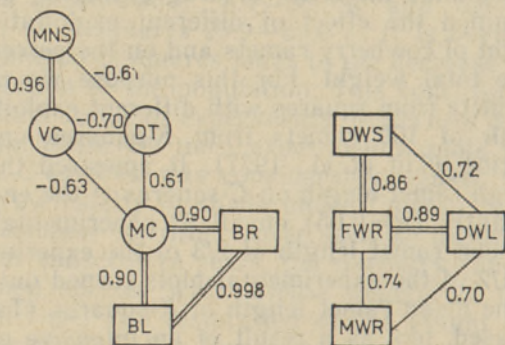 MNS
0.96
-0.61
VC
-0.70
DT
DWS
-0.63
0.61
0.86
0.72
MC
0.90
BR
FWR
0.89
DWL
0.90
0.998
0.74
0.70
BL
MWR